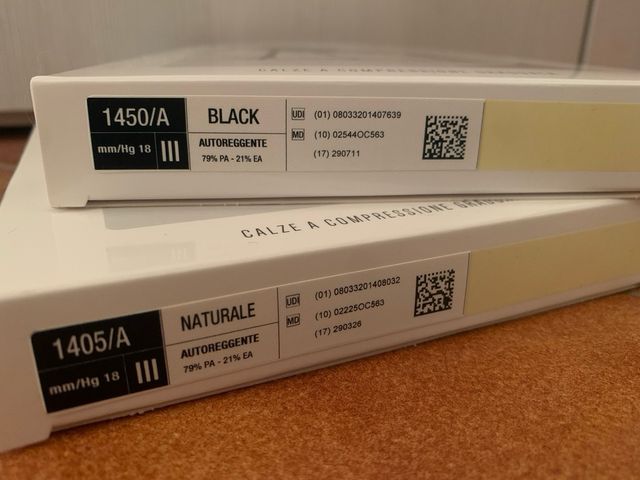 CALZE A COMPRESSIONE GRADUATA
1450/A
BLACK
mm/Hg 18
III
AUTOREGGENTE
79% PA - 21% EA
UDI
(01) 08033201407639
MD
(10) 02544OC563
(17) 290711
CALZE A COMPRESSIONE
1405/A
NATURALE
mm/Hg 18
III
AUTOREGGENTE
79% PA - 21% EA
UDI
(01) 08033201408032
MD
(10) 02225OC563
(17) 290326